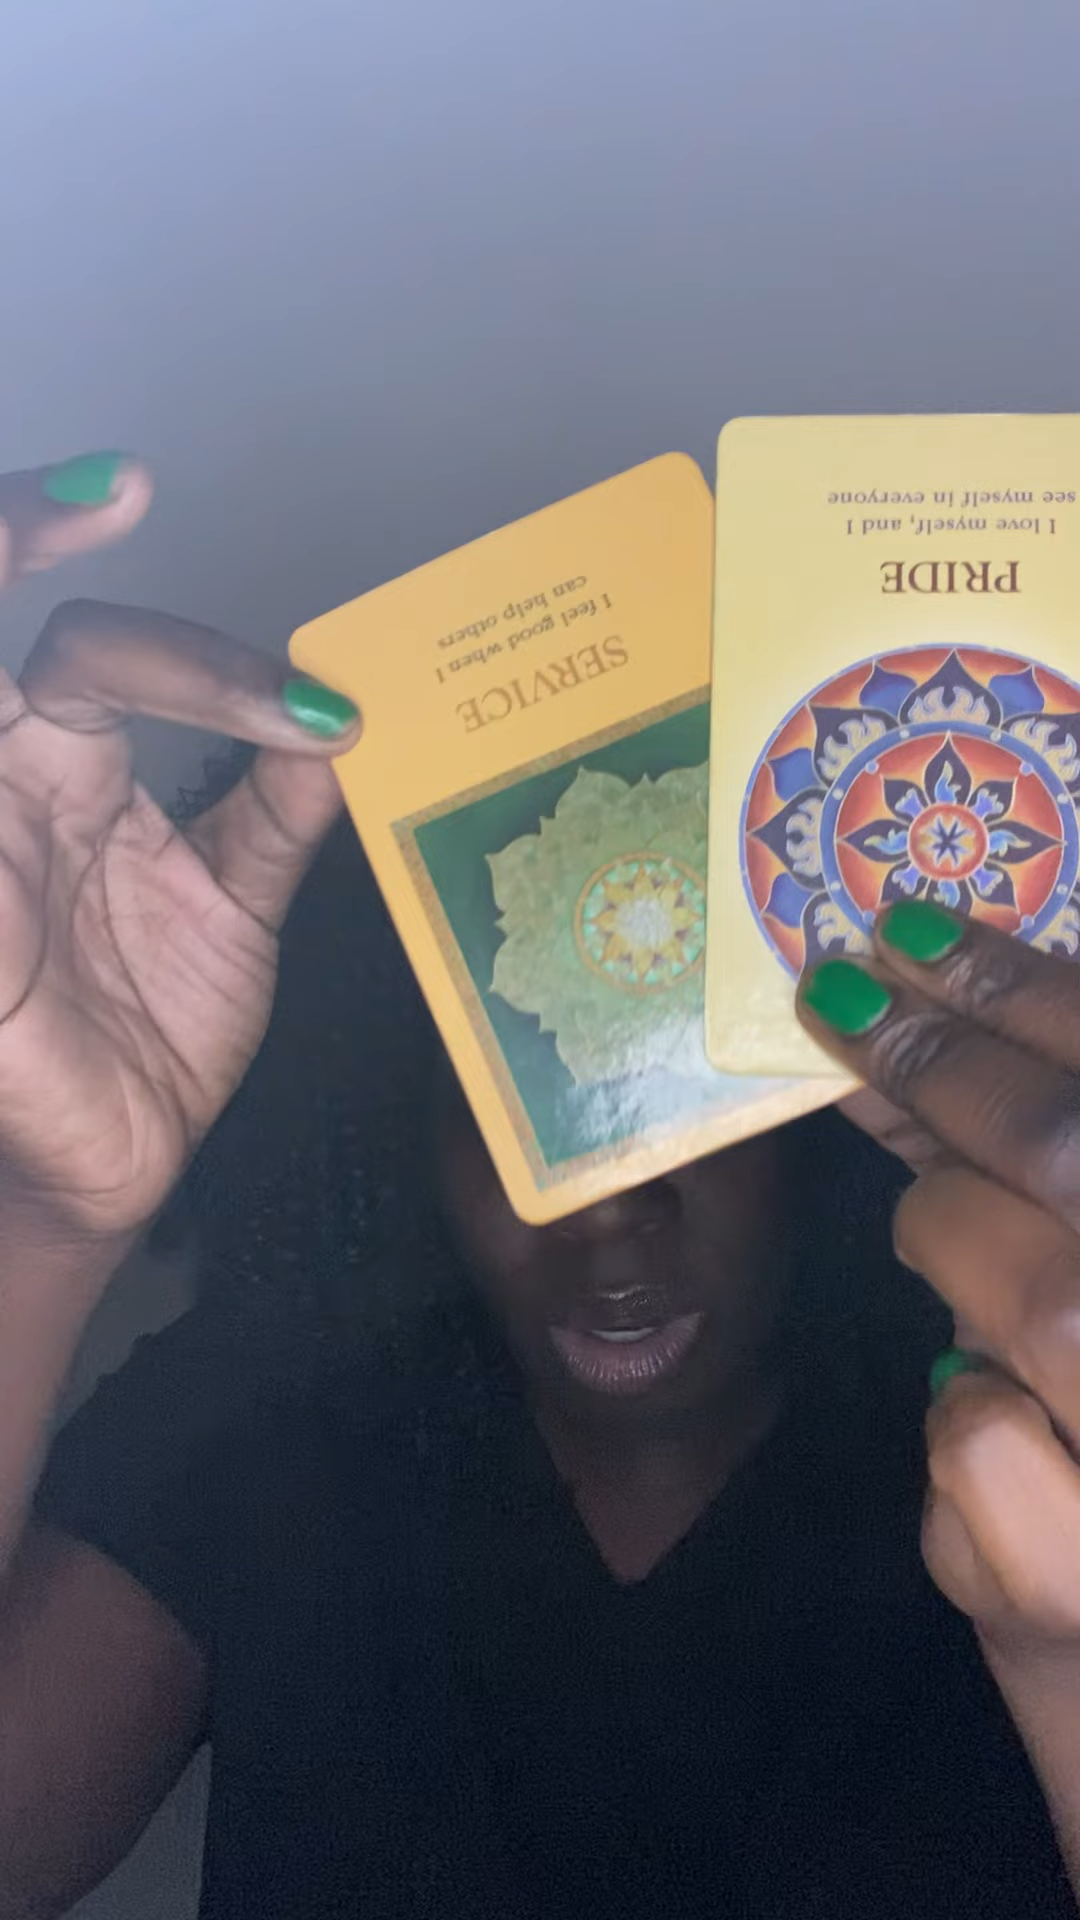 SERVICE
I feel good when I
can help others
PRIDE
I love myself, and I
see myself in everyone